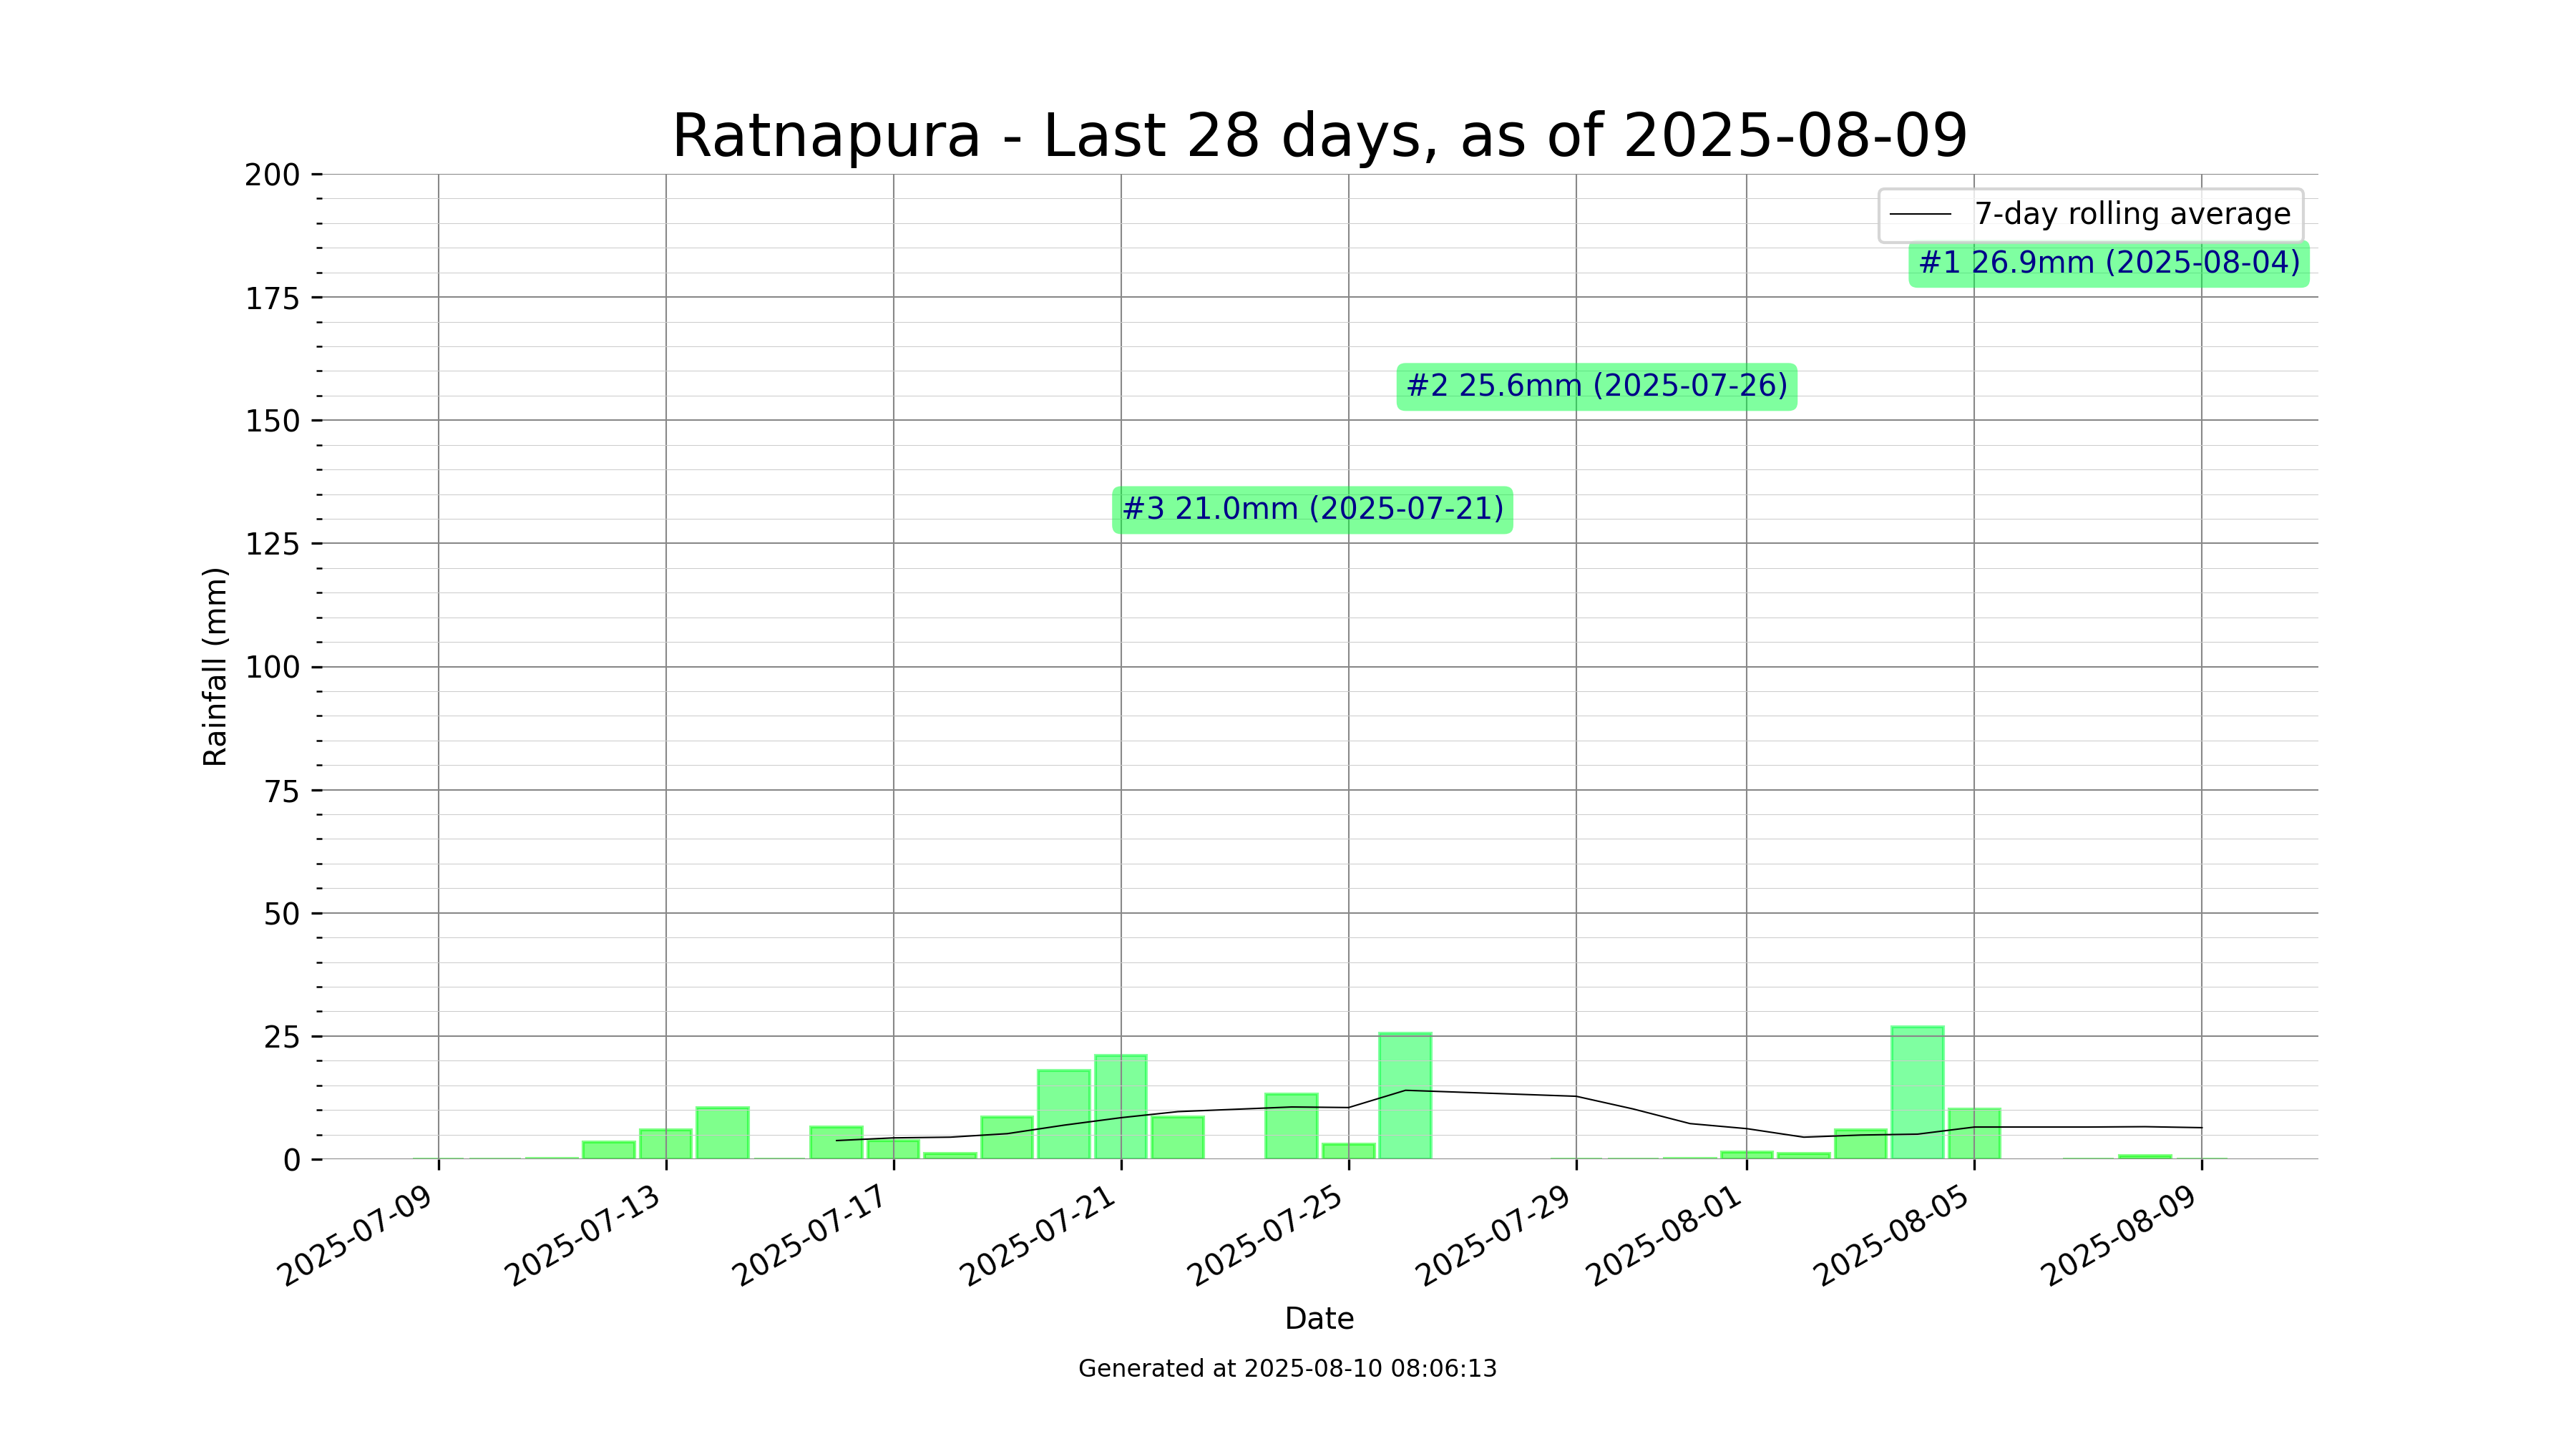 Ratnapura - Last 28 days, as of 2025-08-09
7-day rolling average
#1 26.9mm (2025-08-04)
#2 25.6mm (2025-07-26)
#3 21.0mm (2025-07-21)
Rainfall (mm)
200
175
150
125
100
75
50
25
0
2025-07-09
2025-07-13
2025-07-17
2025-07-21
2025-07-25
2025-07-29
2025-08-01
2025-08-05
2025-08-09
Date
Generated at 2025-08-10 08:06:13